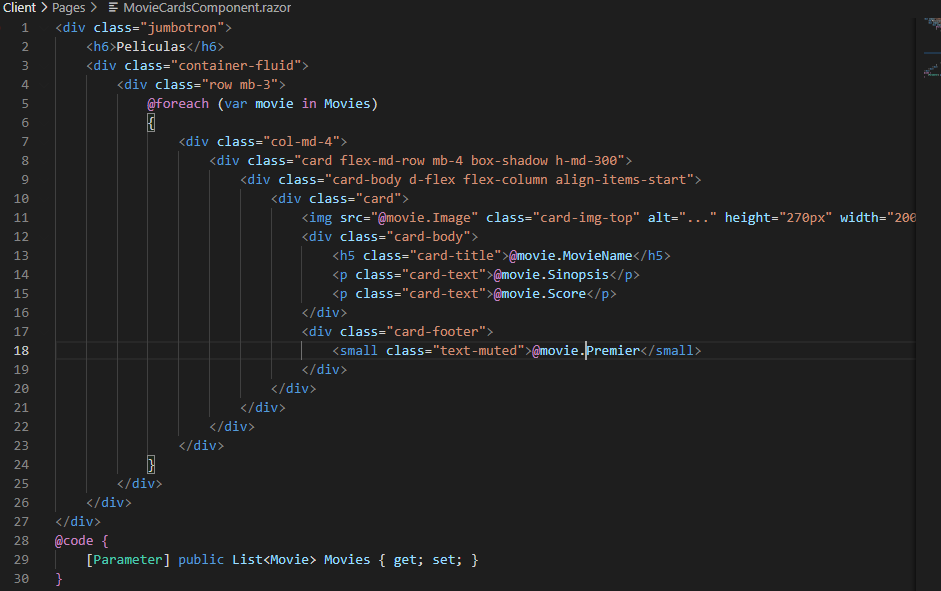 Client > Pages > MovieCardsComponent.razor
1 <div class="jumbotron">
2     <h6>Peliculas</h6>
3     <div class="container-fluid">
4         <div class="row mb-3">
5             @foreach (var movie in Movies)
6             {
7                 <div class="col-md-4">
8                     <div class="card flex-md-row mb-4 box-shadow h-md-300">
9                         <div class="card-body d-flex flex-column align-items-start">
10                             <div class="card">
11                                 <img src="@movie.Image" class="card-img-top" alt="..." height="270px" width="200
12                                 <div class="card-body">
13                                     <h5 class="card-title">@movie.MovieName</h5>
14                                     <p class="card-text">@movie.Sinopsis</p>
15                                     <p class="card-text">@movie.Score</p>
16                                 </div>
17                                 <div class="card-footer">
18                                     <small class="text-muted">@movie.Premier</small>
19                                 </div>
20                             </div>
21                         </div>
22                     </div>
23                 </div>
24             }
25         </div>
26     </div>
27 </div>
28 @code {
29     [Parameter] public List<Movie> Movies { get; set; }
30 }